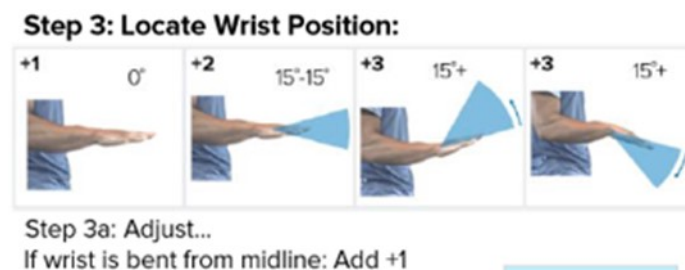 Step 3: Locate Wrist Position:
+1 0° +2 15°-15° +3 15°+ +3 15°+
Step 3a: Adjust...
If wrist is bent from midline: Add +1